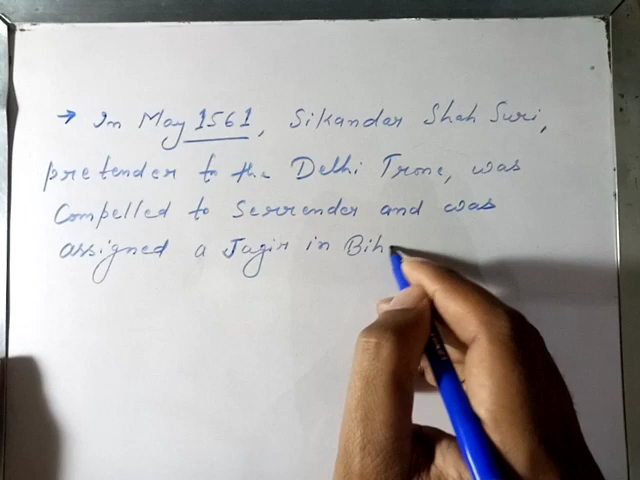 → In May 1561, Sikandar Shah Suri,
pretender to the Delhi Trone, was
Compelled to Serrender and was
assigned a Jagir in Bih